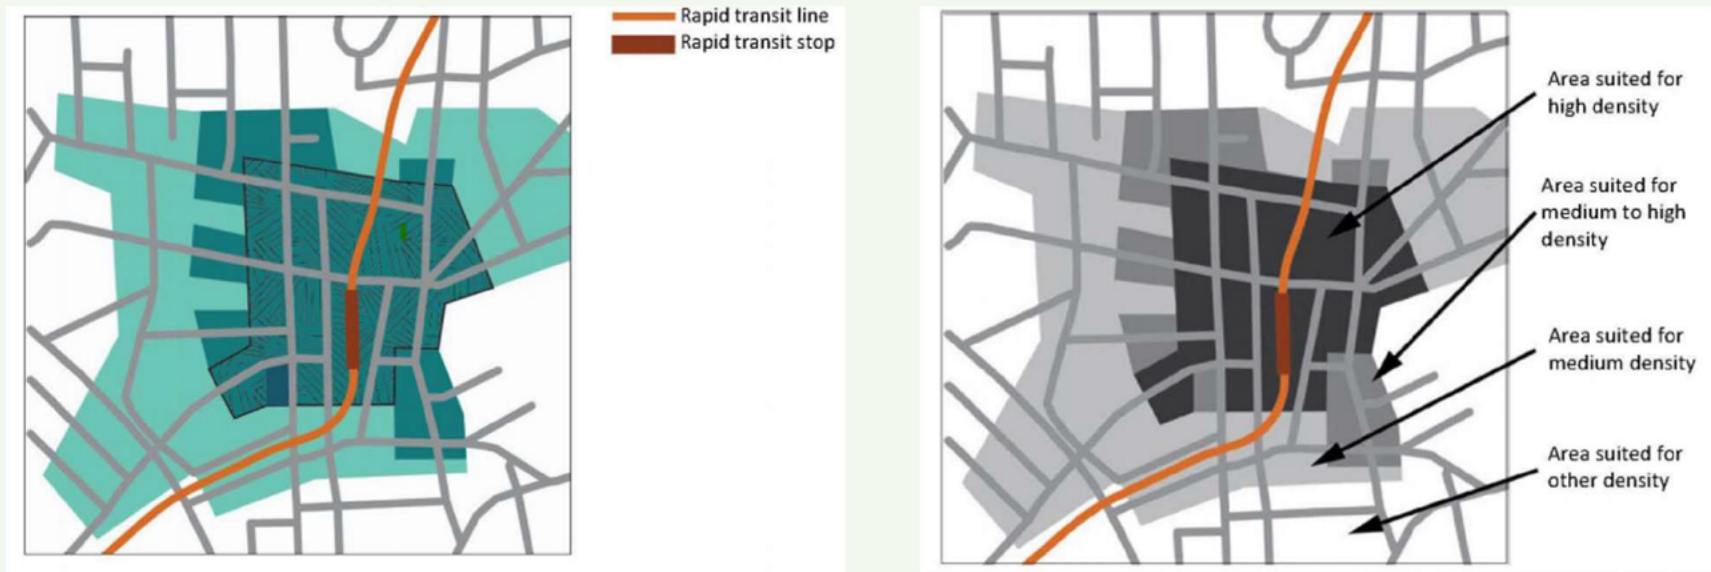 Rapid transit line
Rapid transit stop
Area suited for
high density
Area suited for
medium to high
density
Area suited for
medium density
Area suited for
other density